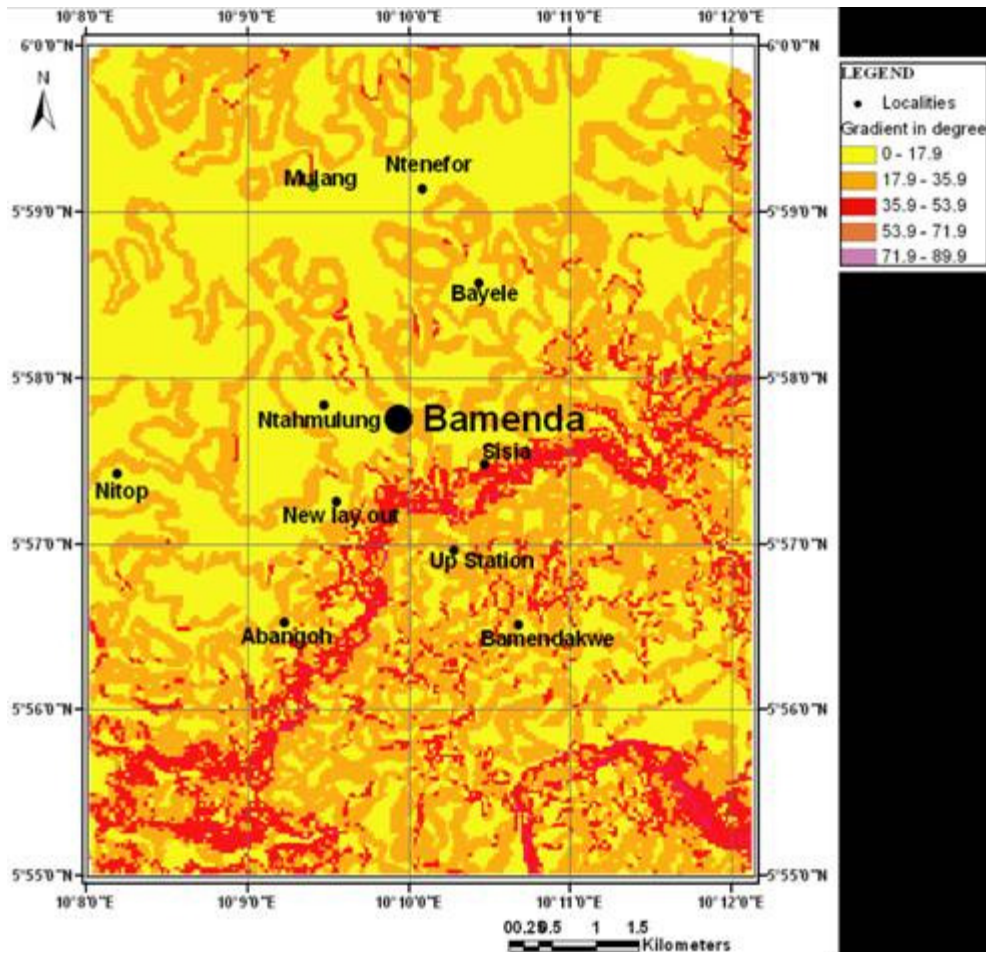 10°8'0"E 10°9'0"E 10°10'0"E 10°11'0"E 10°12'0"E
6°0'0"N 6°0'0"N
N
LEGEND
Localities
Gradient in degree
0 - 17.9
17.9 - 35.9
35.9 - 53.9
53.9 - 71.9
71.9 - 89.9
Ntenefor
Mulang
5°59'0"N 5°59'0"N
Bayele
5°58'0"N 5°58'0"N
Ntahmulung Bamenda
Sisia
Nitop
New lay out
5°57'0"N 5°57'0"N
Up Station
Abangoh Bamendakwe
5°56'0"N 5°56'0"N
5°55'0"N 5°55'0"N
10°8'0"E 10°9'0"E 10°10'0"E 10°11'0"E 10°12'0"E
00.250.5 1 1.5
Kilometers